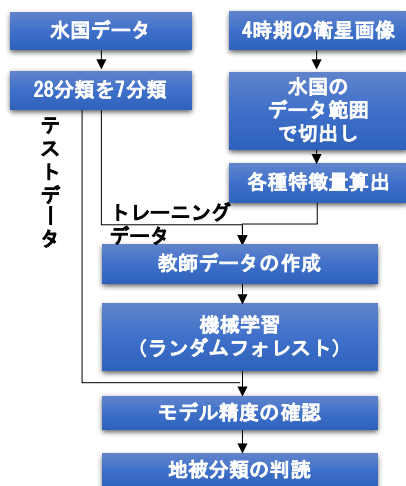 水国データ
4時期の衛星画像
28分類を7分類
水国の
データ範囲
で切出し
テストデータ
各種特徴量算出
トレーニング
データ
教師データの作成
機械学習
（ランダムフォレスト）
モデル精度の確認
地被分類の判読